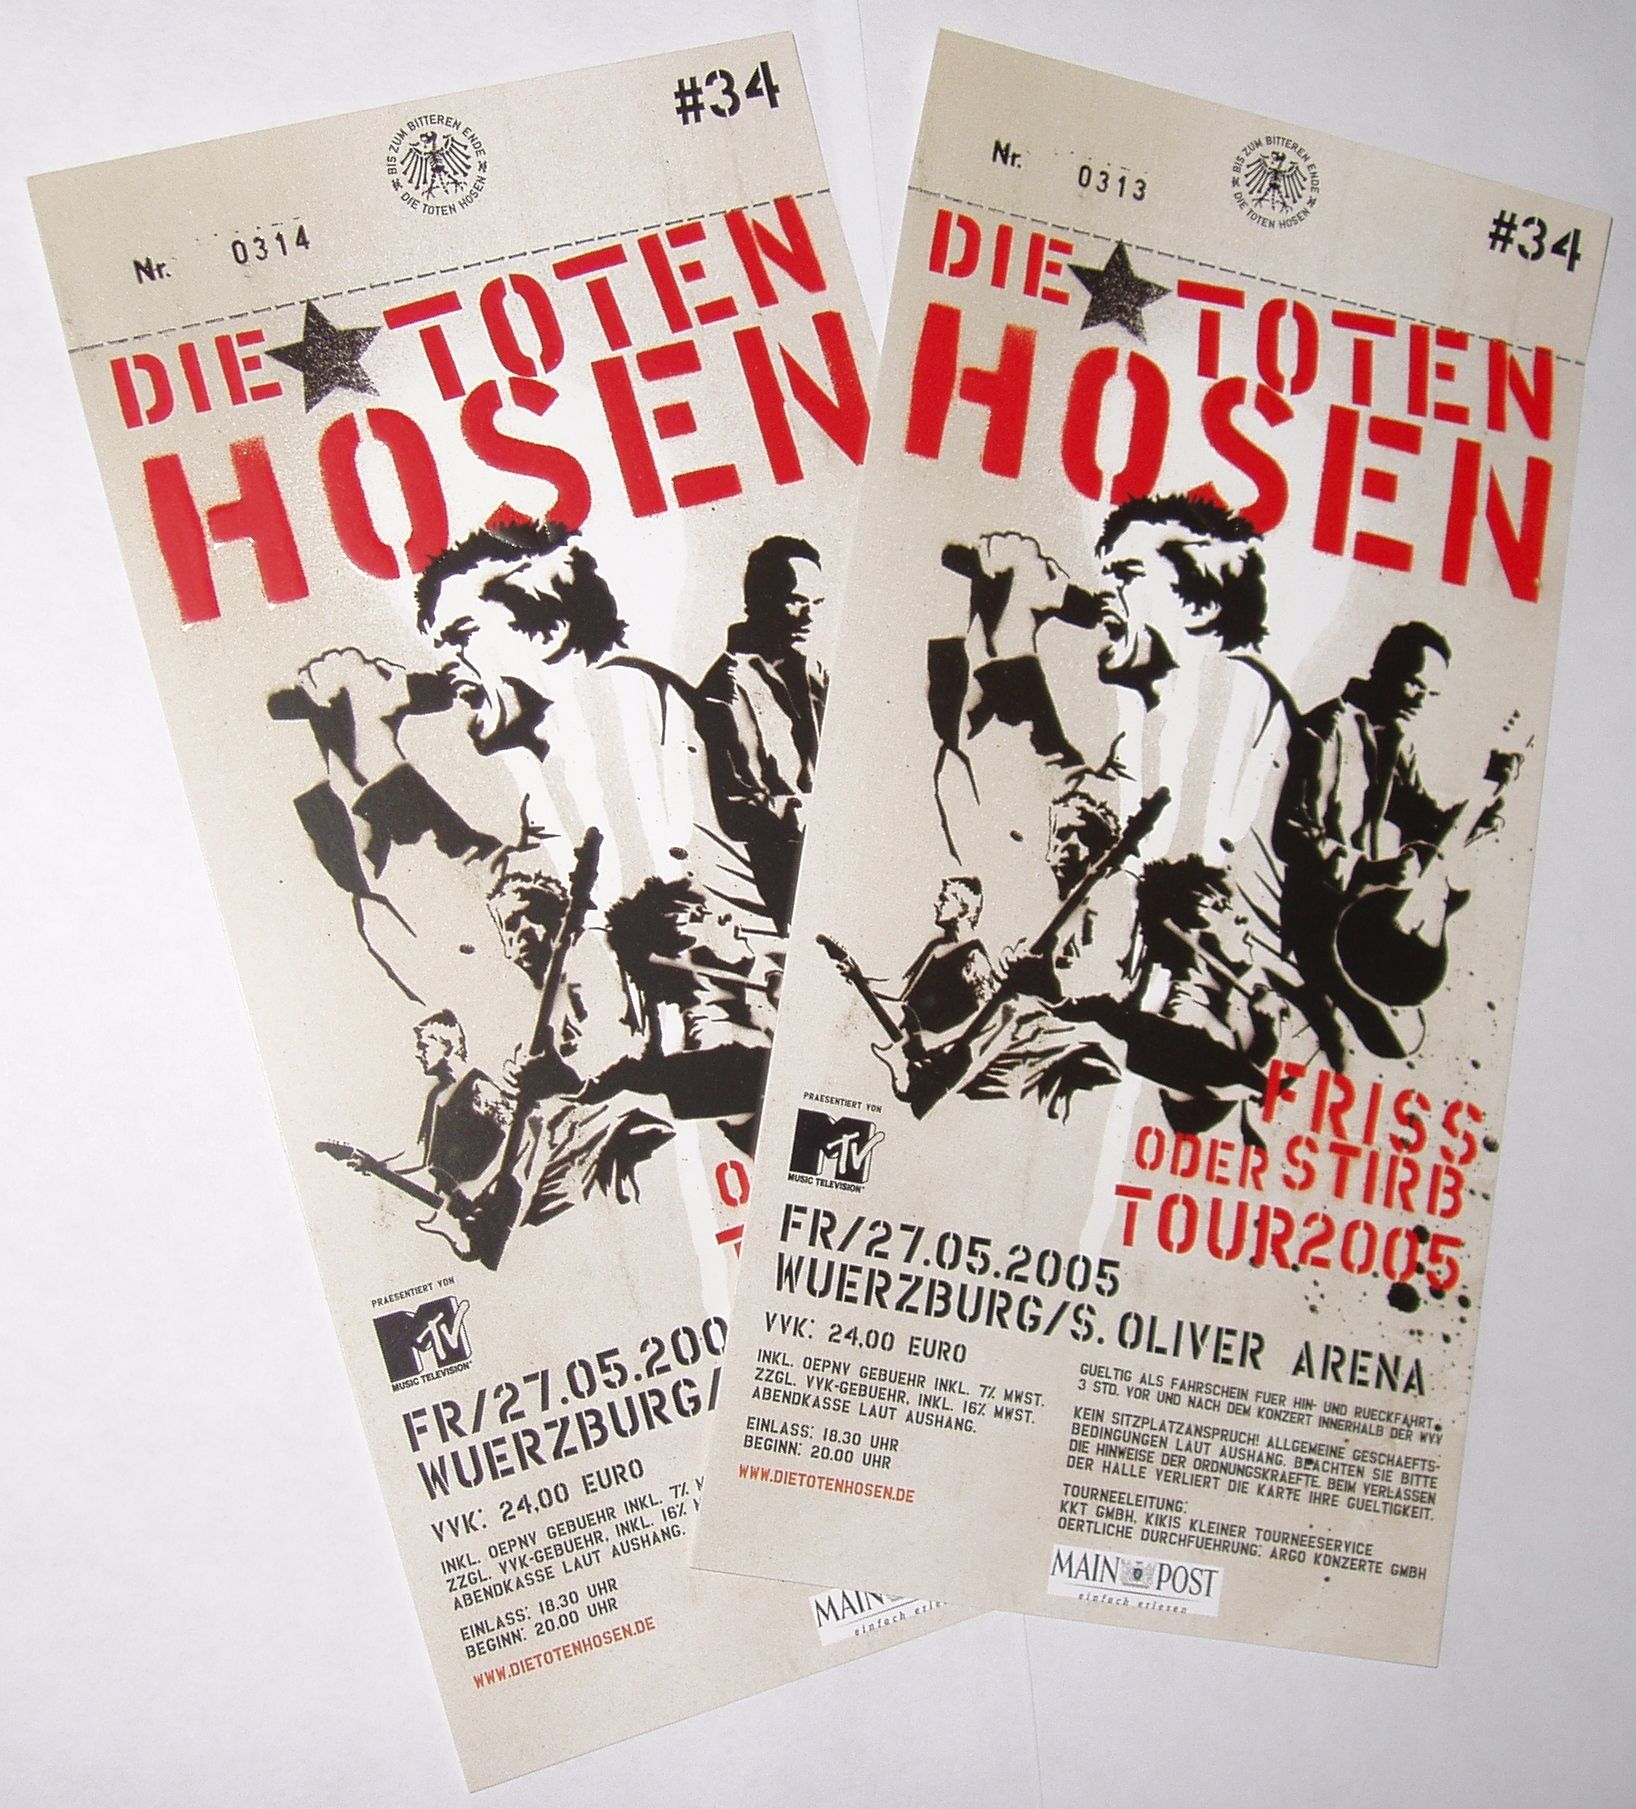 #34
BIS ZUM BITTEREN ENDE
DIE TOTEN HOSEN
Nr. 0314
DIE TOTEN
HOSEN
O
PRAESENTIERT VON
MTV
MUSIC TELEVISION
FR/27.05.200
WUERZBURG/
VVK: 24,00 EURO
INKL. OEPNV GEBUEHR INKL. 7%
ZZGL. VVK-GEBUEHR, INKL. 16%
ABENDKASSE LAUT AUSHANG.
EINLASS: 18.30 UHR
BEGINN: 20.00 UHR
WWW.DIETOTENHOSEN.DE
MAIN
einfach
Nr. 0313
BIS ZUM BITTEREN ENDE
DIE TOTEN HOSEN
#34
DIE TOTEN
HOSEN
FRISS
ODER STIRB
TOUR2005
PRAESENTIERT VON
MTV
MUSIC TELEVISION
FR/27.05.2005
WUERZBURG/S. OLIVER ARENA
VVK: 24,00 EURO
INKL. OEPNV GEBUEHR INKL. 7% MWST.
ZZGL. VVK-GEBUEHR, INKL. 16% MWST.
ABENDKASSE LAUT AUSHANG.
EINLASS: 18.30 UHR
BEGINN: 20.00 UHR
WWW.DIETOTENHOSEN.DE
GUELTIG ALS FAHRSCHEIN FUER HIN- UND RUECKFAHRT.
3 STD. VOR UND NACH DEM KONZERT INNERHALB DER WVV
KEIN SITZPLATZANSPRUCH! ALLGEMEINE GESCHAEFTS-
BEDINGUNGEN LAUT AUSHANG. BEACHTEN SIE BITTE
DIE HINWEISE DER ORDNUNGSKRAEFTE. BEIM VERLASSEN
DER HALLE VERLIERT DIE KARTE IHRE GUELTIGKEIT.
TOURNEELEITUNG:
KKT GMBH, KIKIS KLEINER TOURNEESERVICE
OERTLICHE DURCHFUEHRUNG: ARGO KONZERTE GMBH
MAIN POST
einfach erlesen